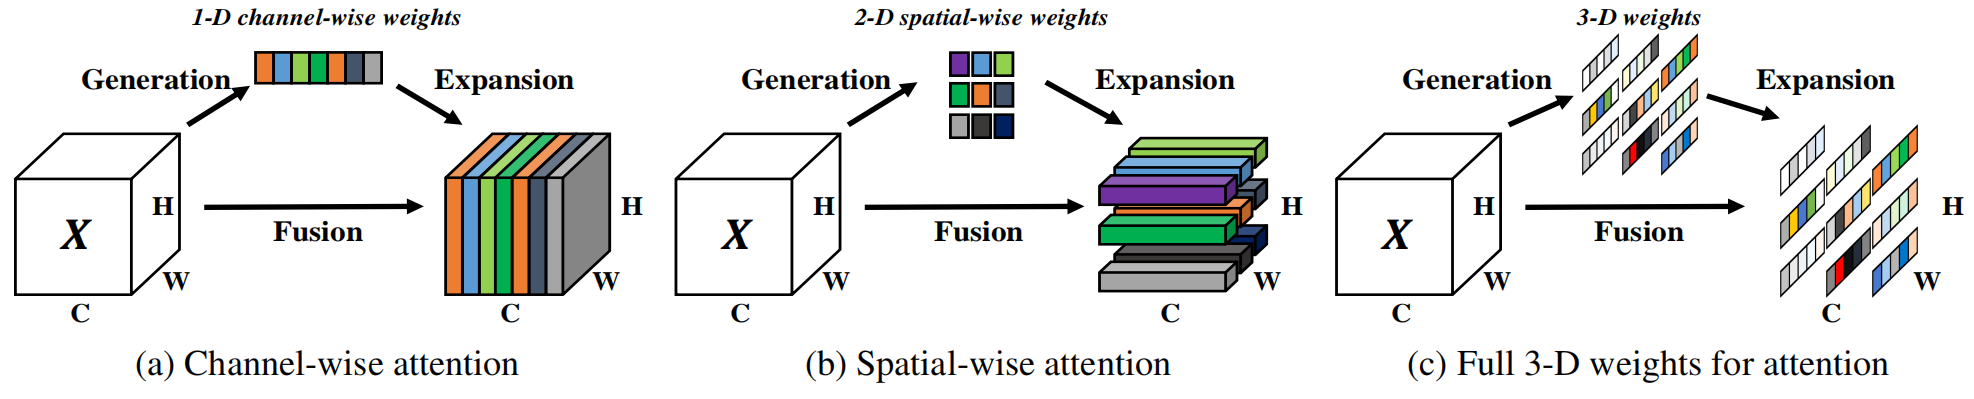 1-D channel-wise weights
Generation
Expansion
X
H
W
C
Fusion
H
W
C
(a) Channel-wise attention
2-D spatial-wise weights
Generation
Expansion
X
H
W
C
Fusion
H
W
C
(b) Spatial-wise attention
3-D weights
Generation
Expansion
X
H
W
C
Fusion
H
W
C
(c) Full 3-D weights for attention